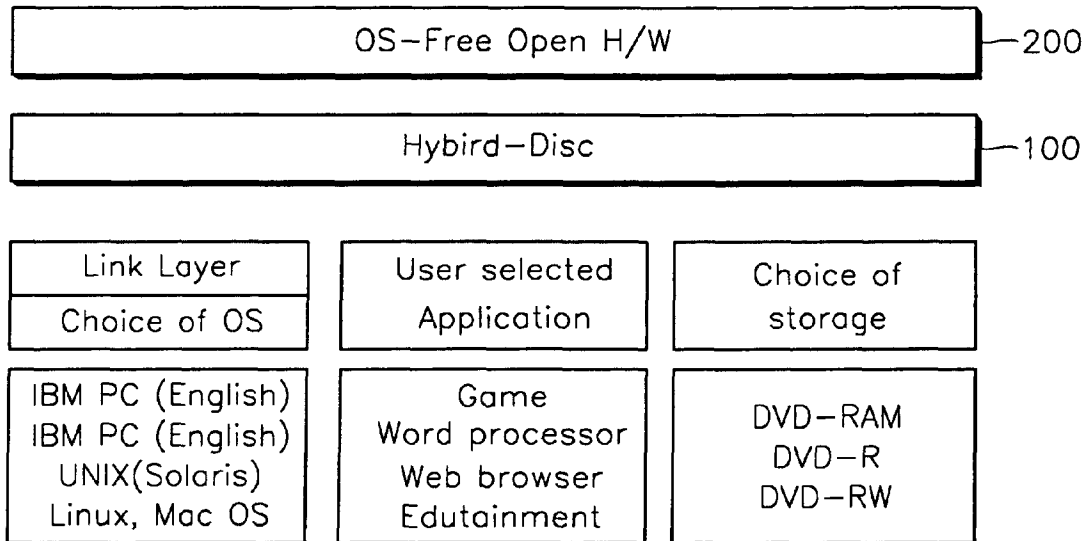 OS-Free Open H/W
200
Hybird-Disc
100
Link Layer
Choice of OS
User selected
Application
Choice of
storage
IBM PC (English)
IBM PC (English)
UNIX(Solaris)
Linux, Mac OS
Game
Word processor
Web browser
Edutainment
DVD-RAM
DVD-R
DVD-RW